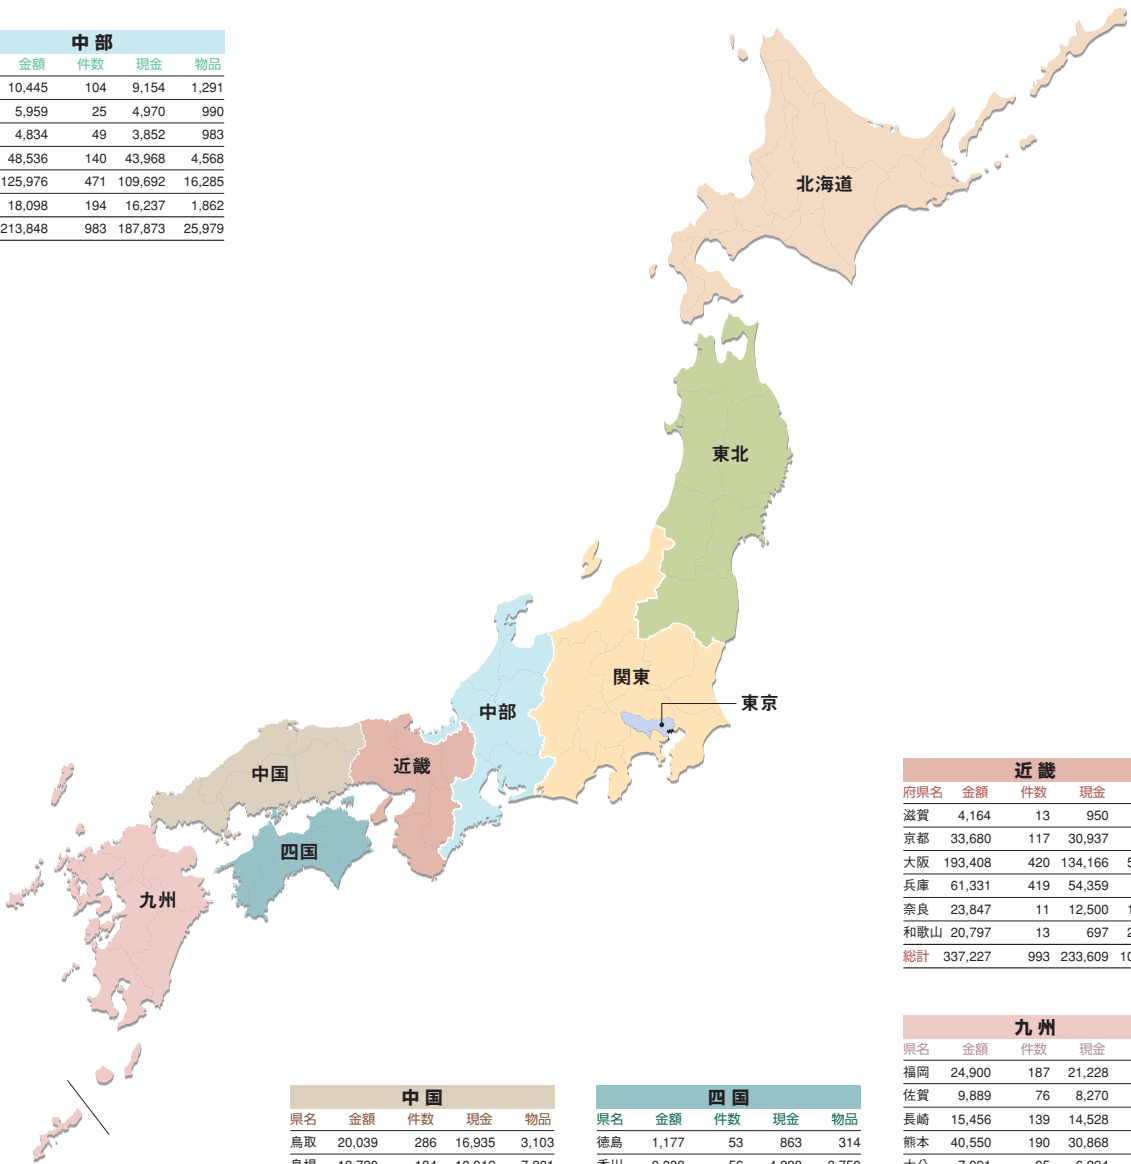 中部
金額 件数 現金 物品
10,445 104 9,154 1,291
5,959 25 4,970 990
4,834 49 3,852 983
48,536 140 43,968 4,568
125,976 471 109,692 16,285
18,098 194 16,237 1,862
213,848 983 187,873 25,979
北海道
東北
関東
東京
中部
近畿
中国
四国
九州
近畿
府県名 金額 件数 現金
滋賀 4,164 13 950
京都 33,680 117 30,937
大阪 193,408 420 134,166
兵庫 61,331 419 54,359
奈良 23,847 11 12,500
和歌山 20,797 13 697
総計 337,227 993 233,609
九州
県名 金額 件数 現金
福岡 24,900 187 21,228
佐賀 9,889 76 8,270
長崎 15,456 139 14,528
熊本 40,550 190 30,868
中国
県名 金額 件数 現金 物品
鳥取 20,039 286 16,935 3,103
四国
県名 金額 件数 現金 物品
徳島 1,177 53 863 314